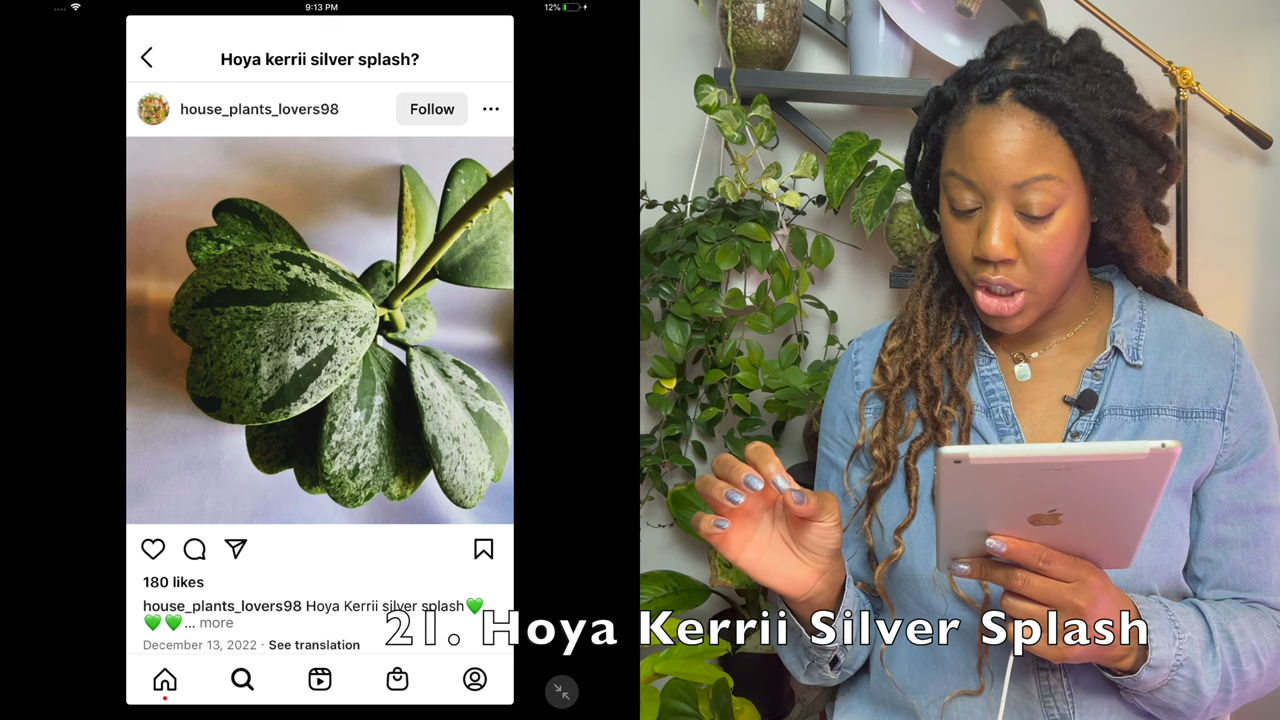 9:13 PM
12%
Hoya kerrii silver splash?
house_plants_lovers98
Follow
180 likes
house_plants_lovers98 Hoya Kerrii silver splash💚
💚💚... more
December 13, 2022 · See translation
21. Hoya Kerrii Silver Splash